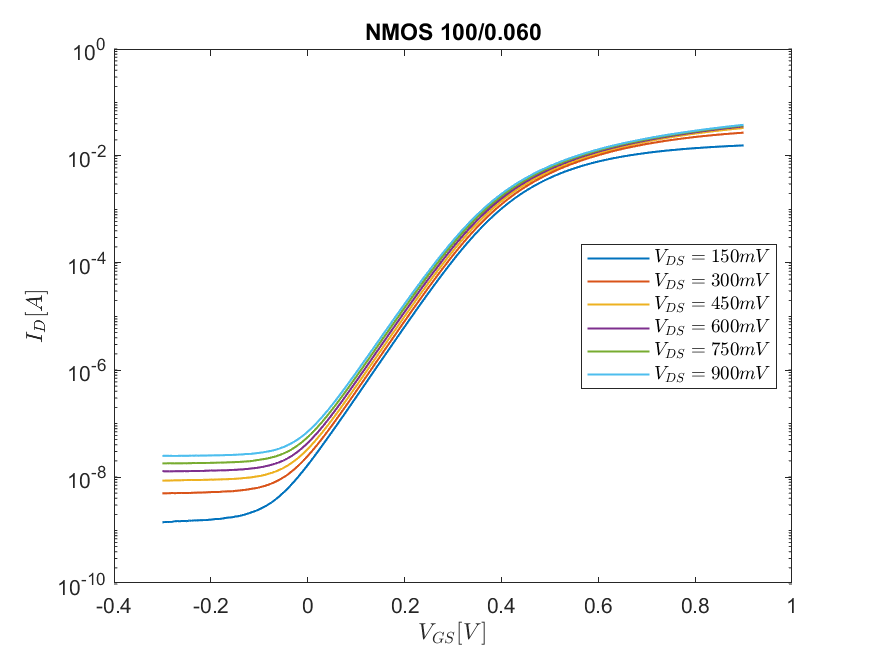 NMOS 100/0.060
10^0
10^-2
10^-4
10^-6
10^-8
10^-10
I_D[A]
V_DS = 150mV
V_DS = 300mV
V_DS = 450mV
V_DS = 600mV
V_DS = 750mV
V_DS = 900mV
-0.4 -0.2 0 0.2 0.4 0.6 0.8 1
V_GS[V]